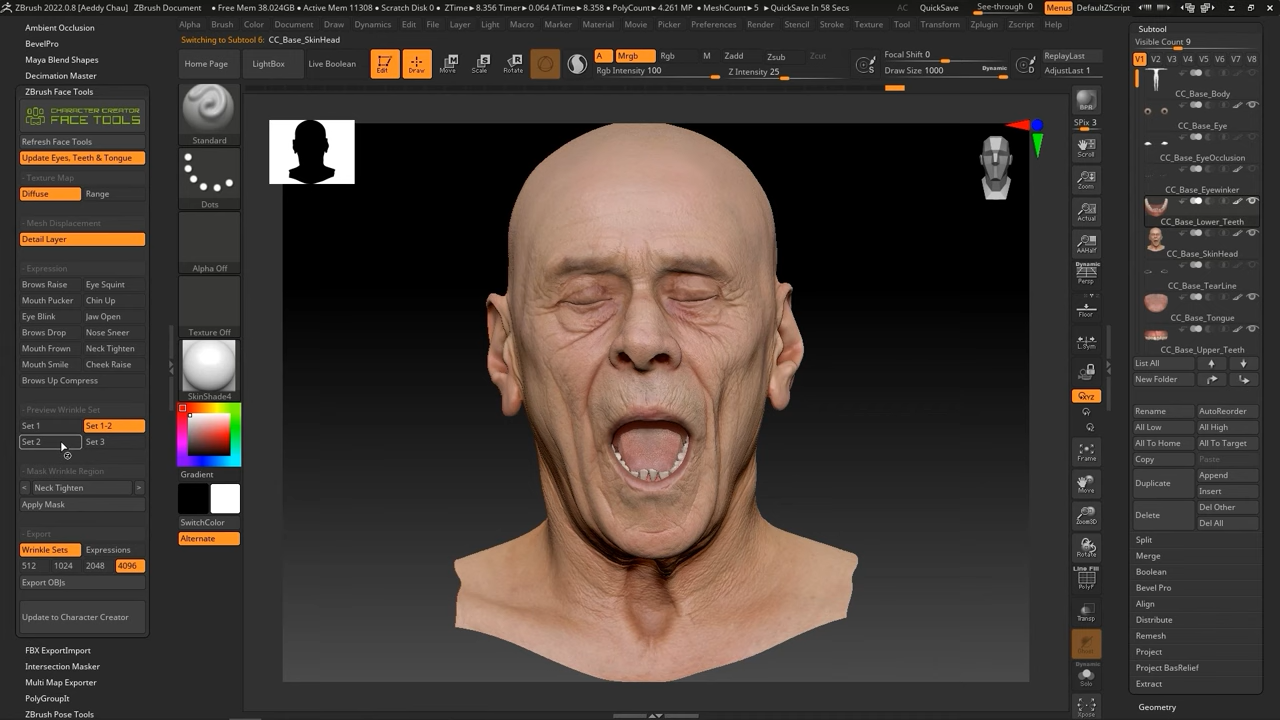 ZBrush 2022.0.8 [Aeddy Chau]   ZBrush Document   • Free Mem 38.024GB • Active Mem 11308 • Scratch Disk 0 • ZTime▸8.356 Timer▸0.064 ATime▸8.358 • PolyCount▸4.261 MP • QuickSave In 58 Secs   AC   QuickSave   See-through 0   Menus   DefaultZScript
Alpha Brush Color Document Draw Dynamics Edit File Layer Light Macro Marker Material Movie Picker Preferences Render Stencil Stroke Texture Tool Transform Zplugin Zscript Help
Switching to Subtool 6: CC_Base_SkinHead
Home Page LightBox Live Boolean
Edit Draw Move Scale Rotate
A Mrgb Rgb M Zadd Zsub Zcut
Rgb Intensity 100 Z Intensity 25
Focal Shift 0
Draw Size 1000 Dynamic
S
D
ReplayLast
AdjustLast 1
Ambient Occlusion
BevelPro
Maya Blend Shapes
Decimation Master
ZBrush Face Tools
CHARACTER CREATOR
FACE TOOLS
Refresh Face Tools
Update Eyes, Teeth & Tongue
Texture Map
Diffuse Range
Mesh Displacement
Detail Layer
Expression
Brows Raise Eye Squint
Mouth Pucker Chin Up
Eye Blink Jaw Open
Brows Drop Nose Sneer
Mouth Frown Neck Tighten
Mouth Smile Cheek Raise
Brows Up Compress
Preview Wrinkle Set
Set 1 Set 1-2
Set 2 Set 3
Mask Wrinkle Region
< Neck Tighten >
Apply Mask
Export
Wrinkle Sets Expressions
512 1024 2048 4096
Export OBJs
Update to Character Creator
FBX ExportImport
Intersection Masker
Multi Map Exporter
PolyGroupIt
ZBrush Pose Tools
Standard
Dots
Alpha Off
Texture Off
SkinShade4
Gradient
SwitchColor
Alternate
BPR
SPix 3
Scroll
Zoom
Actual
AAHalf
Dynamic
Persp
Floor
L.Sym
XYZ
Frame
Move
Zoom3D
Rotate
Line Fill
PolyF
Transp
Dynamic
Solo
Xpose
Subtool
Visible Count 9
V1 V2 V3 V4 V5 V6 V7 V8
CC_Base_Body
CC_Base_Eye
CC_Base_EyeOcclusion
CC_Base_Eyewinker
CC_Base_Lower_Teeth
CC_Base_SkinHead
CC_Base_TearLine
CC_Base_Tongue
CC_Base_Upper_Teeth
List All
New Folder
Rename AutoReorder
All Low All High
All To Home All To Target
Copy Paste
Duplicate Append
Insert
Delete Del Other
Del All
Split
Merge
Boolean
Bevel Pro
Align
Distribute
Remesh
Project
Project BasRelief
Extract
Geometry